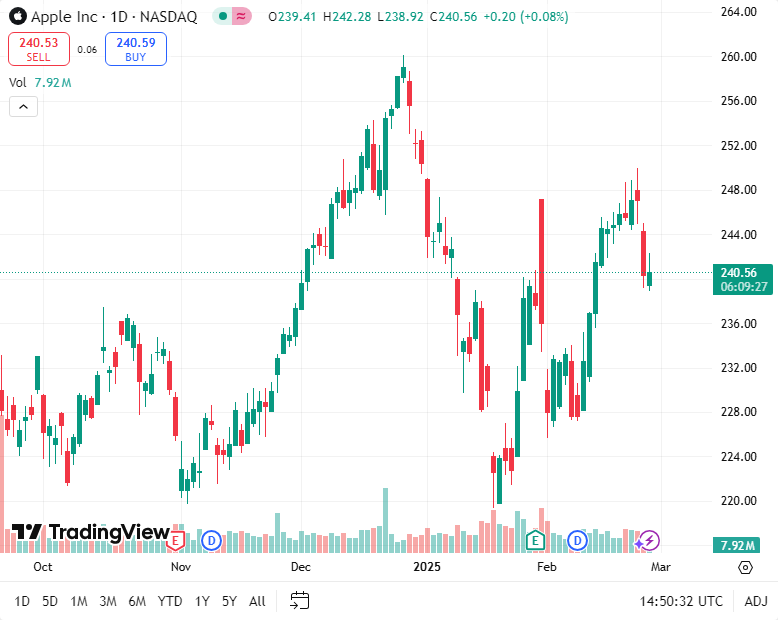 Apple Inc · 1D · NASDAQ ≈ O239.41 H242.28 L238.92 C240.56 +0.20 (+0.08%)
240.53 SELL
0.06
240.59 BUY
Vol 7.92 M
264.00
260.00
256.00
252.00
248.00
244.00
240.56
06:09:27
236.00
232.00
228.00
224.00
220.00
7.92 M
TradingView
E D E D
Oct Nov Dec 2025 Feb Mar
1D 5D 1M 3M 6M YTD 1Y 5Y All 14:50:32 UTC ADJ